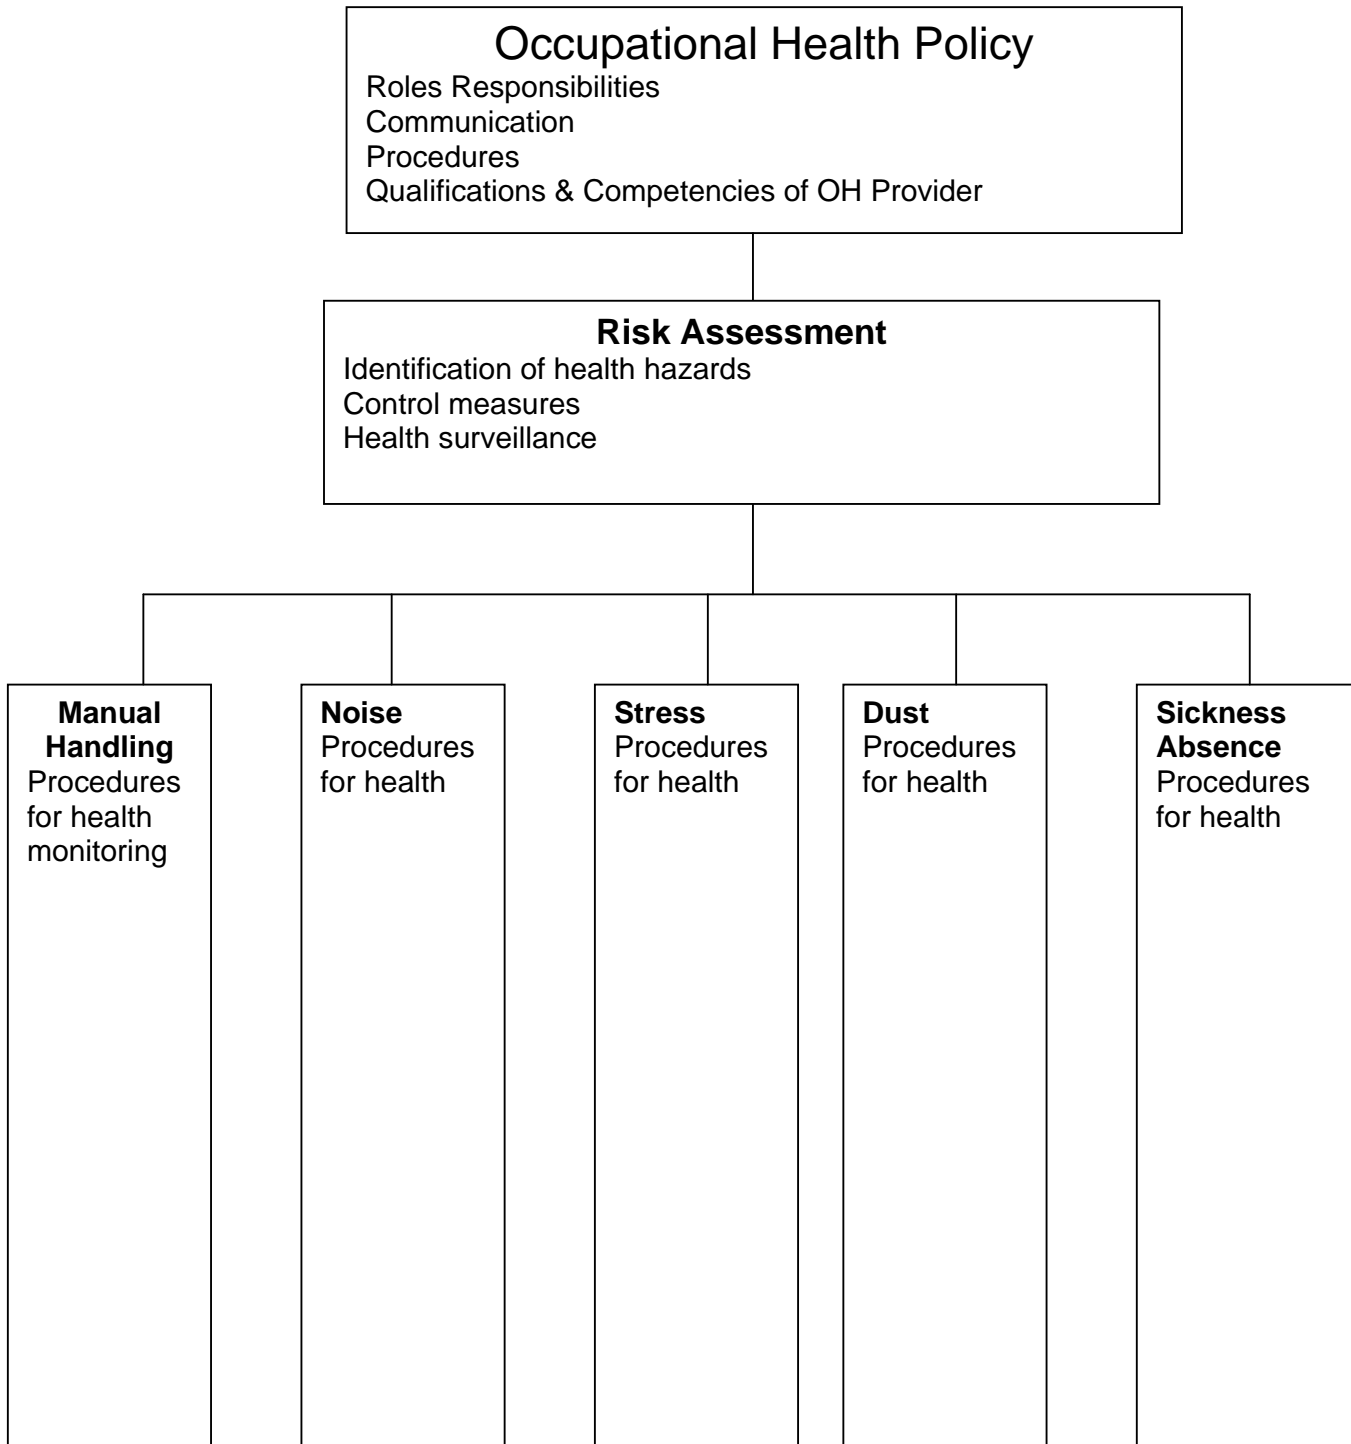 Occupational Health Policy
Roles Responsibilities
Communication
Procedures
Qualifications & Competencies of OH Provider
Risk Assessment
Identification of health hazards
Control measures
Health surveillance
Manual
Handling
Procedures
for health
monitoring
Noise
Procedures
for health
Stress
Procedures
for health
Dust
Procedures
for health
Sickness
Absence
Procedures
for health